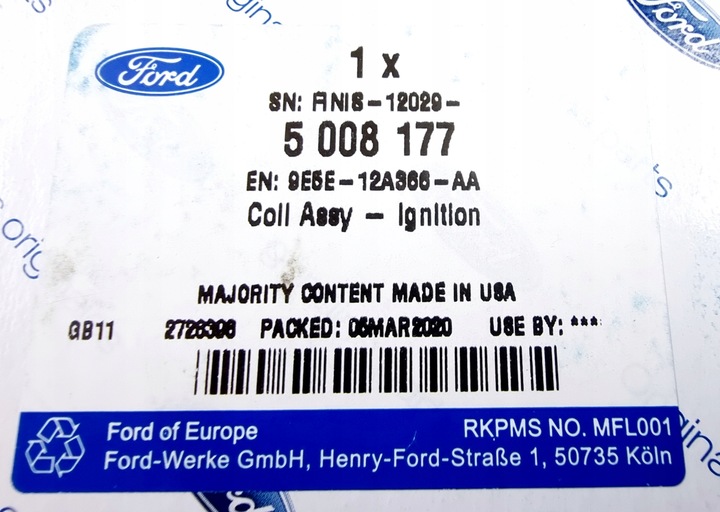 Ford
1 x
SN: FINIS-12029-
5 008 177
EN: 9E5E-12A366-AA
Coil Assy - Ignition
MAJORITY CONTENT MADE IN USA
GB11 PACKED: 05MAR2020 USE BY: ***
Ford of Europe RKPMS NO. MFL001
Ford-Werke GmbH, Henry-Ford-Straße 1, 50735 Köln